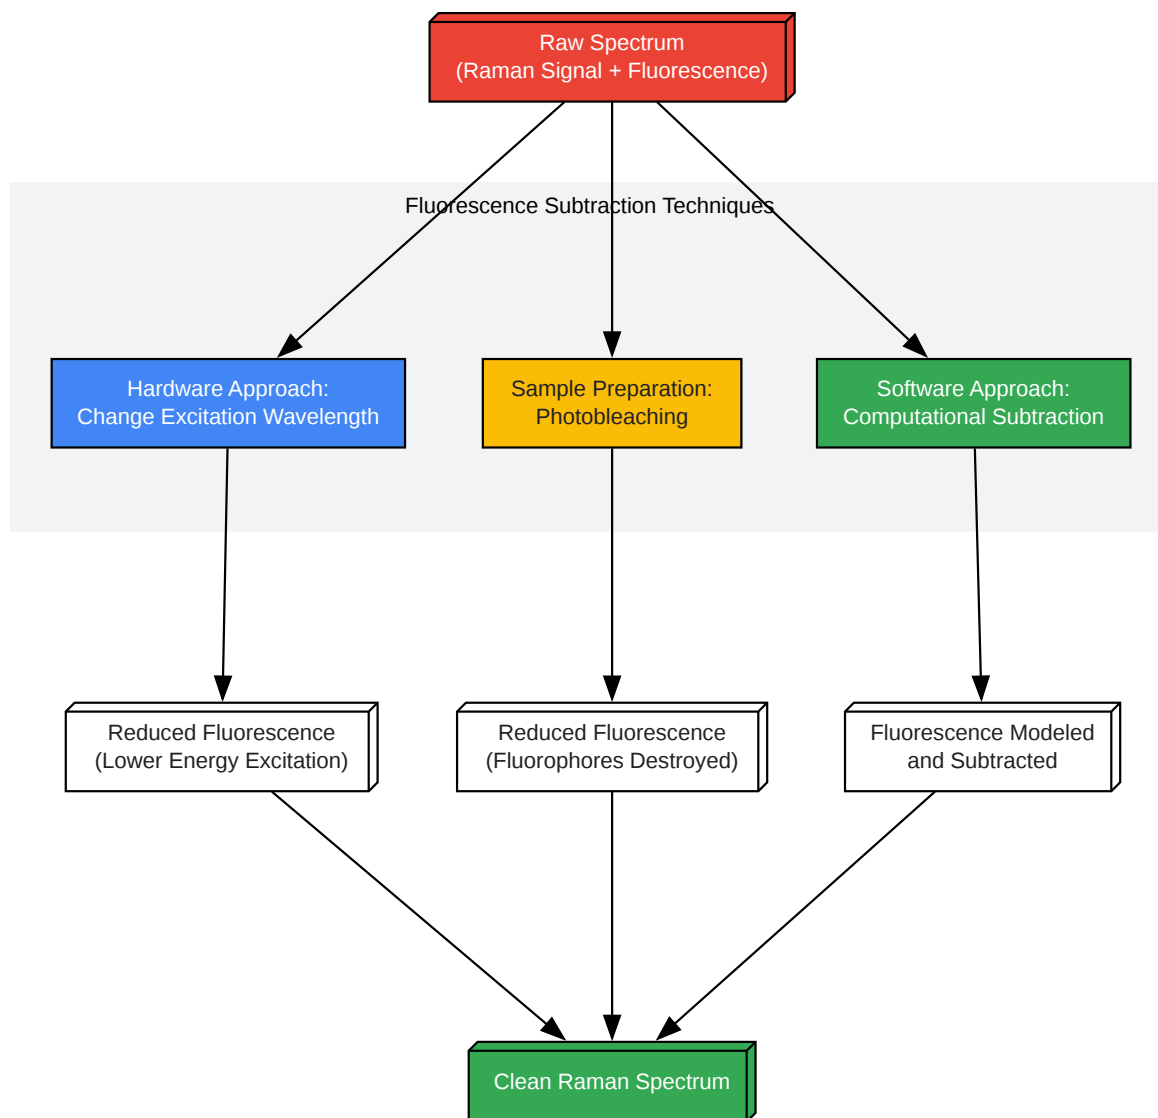 Raw Spectrum
(Raman Signal + Fluorescence)
Fluorescence Subtraction Techniques
Hardware Approach:
Change Excitation Wavelength
Sample Preparation:
Photobleaching
Software Approach:
Computational Subtraction
Reduced Fluorescence
(Lower Energy Excitation)
Reduced Fluorescence
(Fluorophores Destroyed)
Fluorescence Modeled
and Subtracted
Clean Raman Spectrum